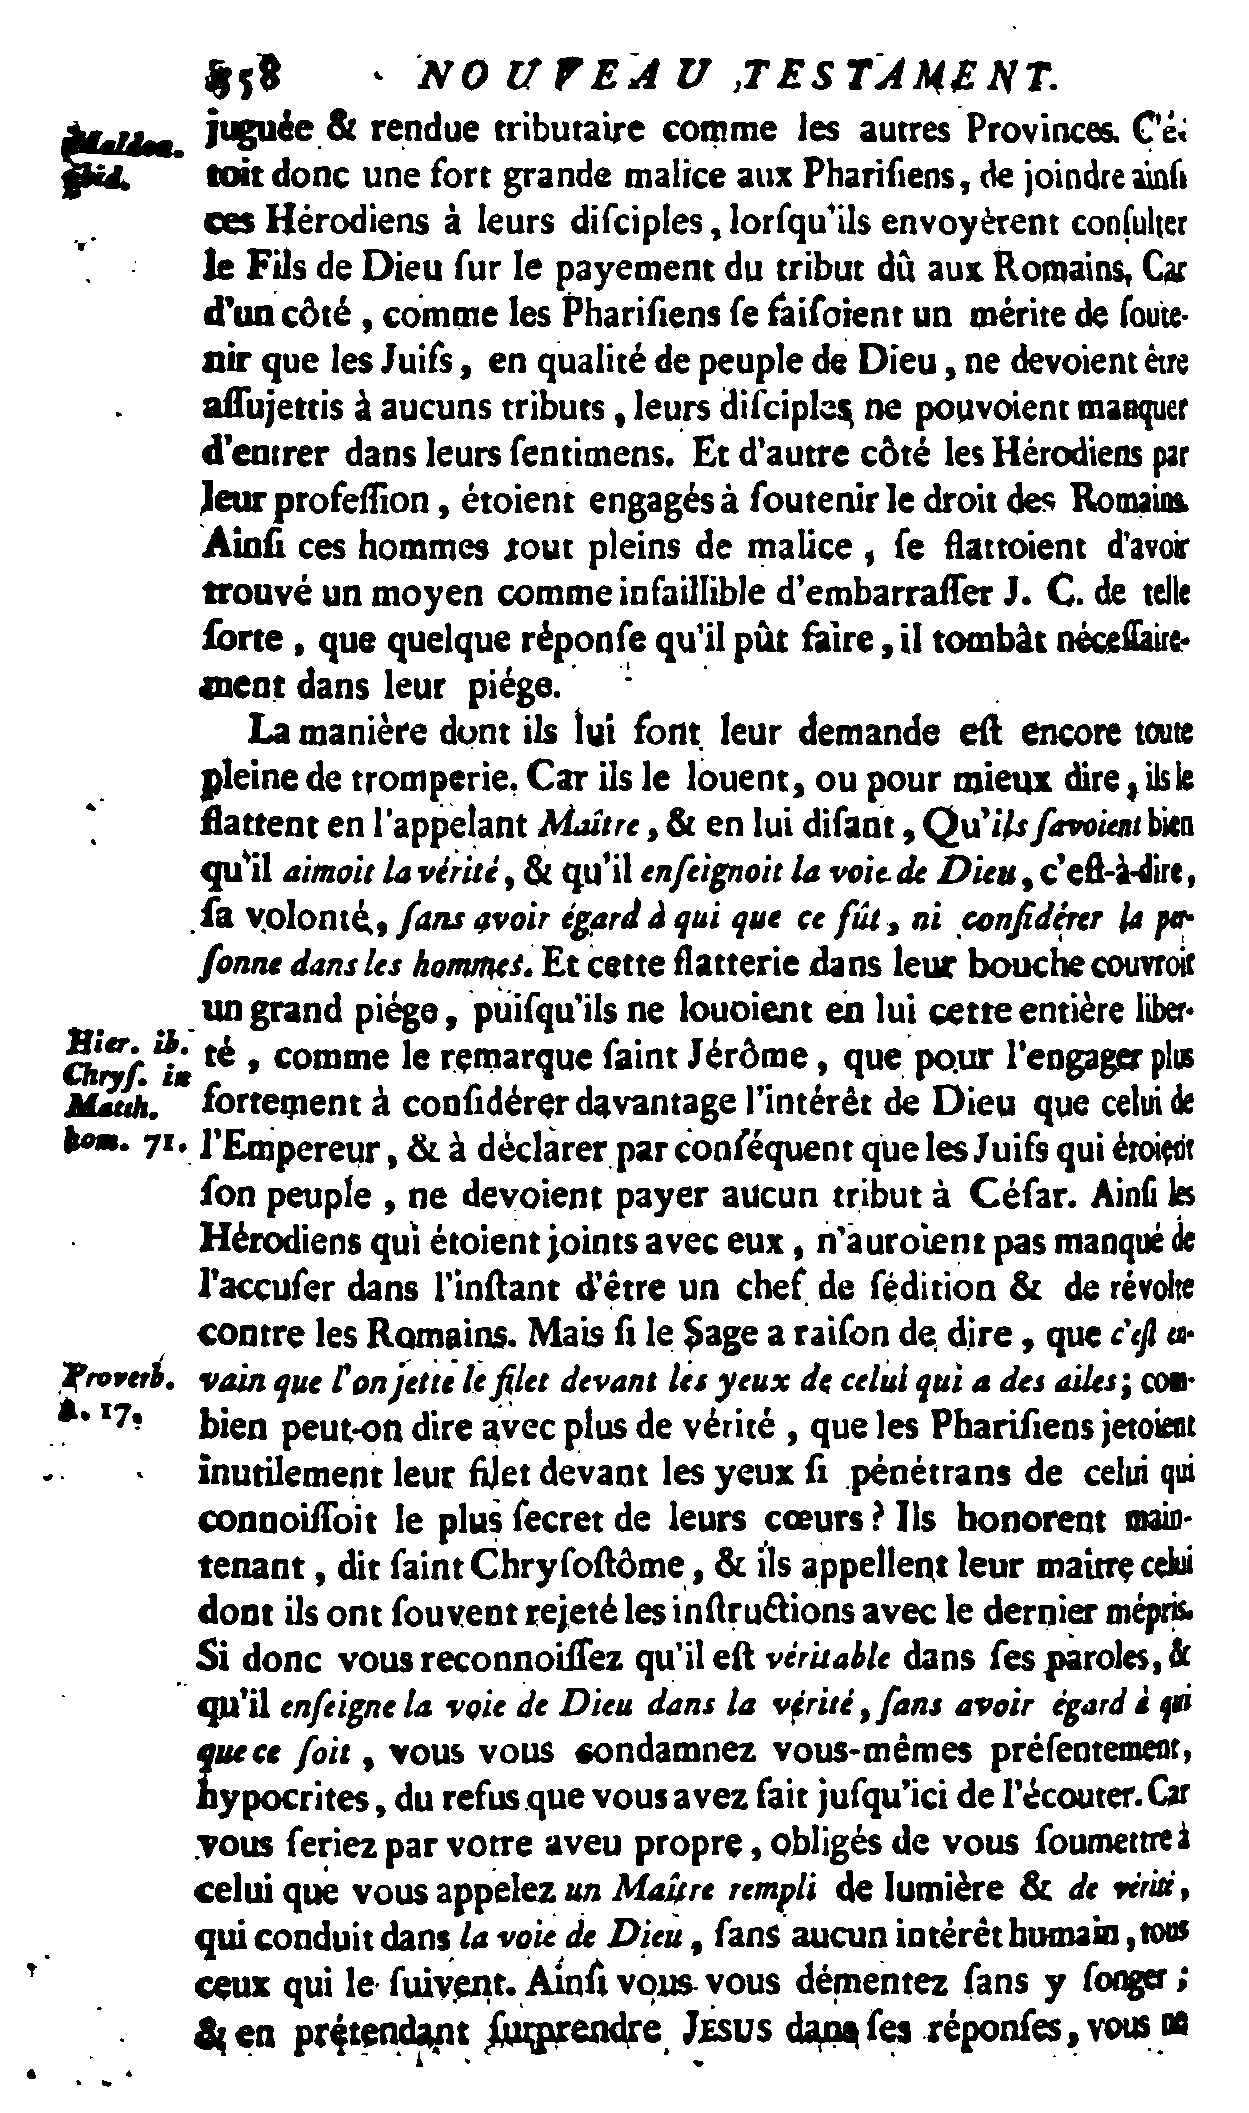 358 NOUVEAU TESTAMENT.
juguée & rendue tributaire comme les autres Provinces. C'é-
Maldon. ibid.
toit donc une fort grande malice aux Phariſiens, de joindre ainſi
ces Hérodiens à leurs diſciples, lorſqu'ils envoyèrent conſulter
le Fils de Dieu ſur le payement du tribut dû aux Romains, Car
d'un côté, comme les Phariſiens ſe faiſoient un mérite de ſoute-
nir que les Juifs, en qualité de peuple de Dieu, ne devoient être
aſſujettis à aucuns tributs, leurs diſciples ne pouvoient manquer
d'entrer dans leurs ſentimens. Et d'autre côté les Hérodiens par
leur profeſſion, étoient engagés à ſoutenir le droit des Romains.
Ainſi ces hommes tout pleins de malice, ſe flattoient d'avoir
trouvé un moyen comme infaillible d'embarraſſer J. C. de telle
ſorte, que quelque réponſe qu'il pût faire, il tombât néceſſaire-
ment dans leur piége.
La manière dont ils lui font leur demande eſt encore toute
pleine de tromperie. Car ils le louent, ou pour mieux dire, ils le
flattent en l'appelant Maître, & en lui diſant, Qu'ils ſavoient bien
qu'il aimoit la vérité, & qu'il enſeignoit la voie de Dieu, c'eſt-à-dire,
ſa volonté, ſans avoir égard à qui que ce fût, ni conſidérer la per-
ſonne dans les hommes. Et cette flatterie dans leur bouche couvroit
un grand piége, puiſqu'ils ne louoient en lui cette entière liber-
Hier. ib.
Chryſ. in
Matth.
hom. 71.
té, comme le remarque ſaint Jérôme, que pour l'engager plus
fortement à conſidérer davantage l'intérêt de Dieu que celui de
l'Empereur, & à déclarer par conſéquent que les Juifs qui étoient
ſon peuple, ne devoient payer aucun tribut à Céſar. Ainſi les
Hérodiens qui étoient joints avec eux, n'auroient pas manqué de
l'accuſer dans l'inſtant d'être un chef de ſédition & de révolte
contre les Romains. Mais ſi le Sage a raiſon de dire, que c'eſt en-
Proverb.
1. 17.
vain que l'on jette le filet devant les yeux de celui qui a des ailes; com-
bien peut-on dire avec plus de vérité, que les Phariſiens jetoient
inutilement leur filet devant les yeux ſi pénétrans de celui qui
connoiſſoit le plus ſecret de leurs cœurs? Ils honorent main-
tenant, dit ſaint Chryſoſtôme, & ils appellent leur maitre celui
dont ils ont ſouvent rejeté les inſtructions avec le dernier mépris.
Si donc vous reconnoiſſez qu'il eſt véritable dans ſes paroles, &
qu'il enſeigne la voie de Dieu dans la vérité, ſans avoir égard à qui
que ce ſoit, vous vous condamnez vous-mêmes préſentement,
hypocrites, du refus que vous avez fait juſqu'ici de l'écouter. Car
vous ſeriez par votre aveu propre, obligés de vous ſoumettre à
celui que vous appelez un Maître rempli de lumière & de vérité,
qui conduit dans la voie de Dieu, ſans aucun intérêt humain, tous
ceux qui le ſuivent. Ainſi vous vous démentez ſans y ſonger;
& en prétendant ſurprendre JESUS dans ſes réponſes, vous ne